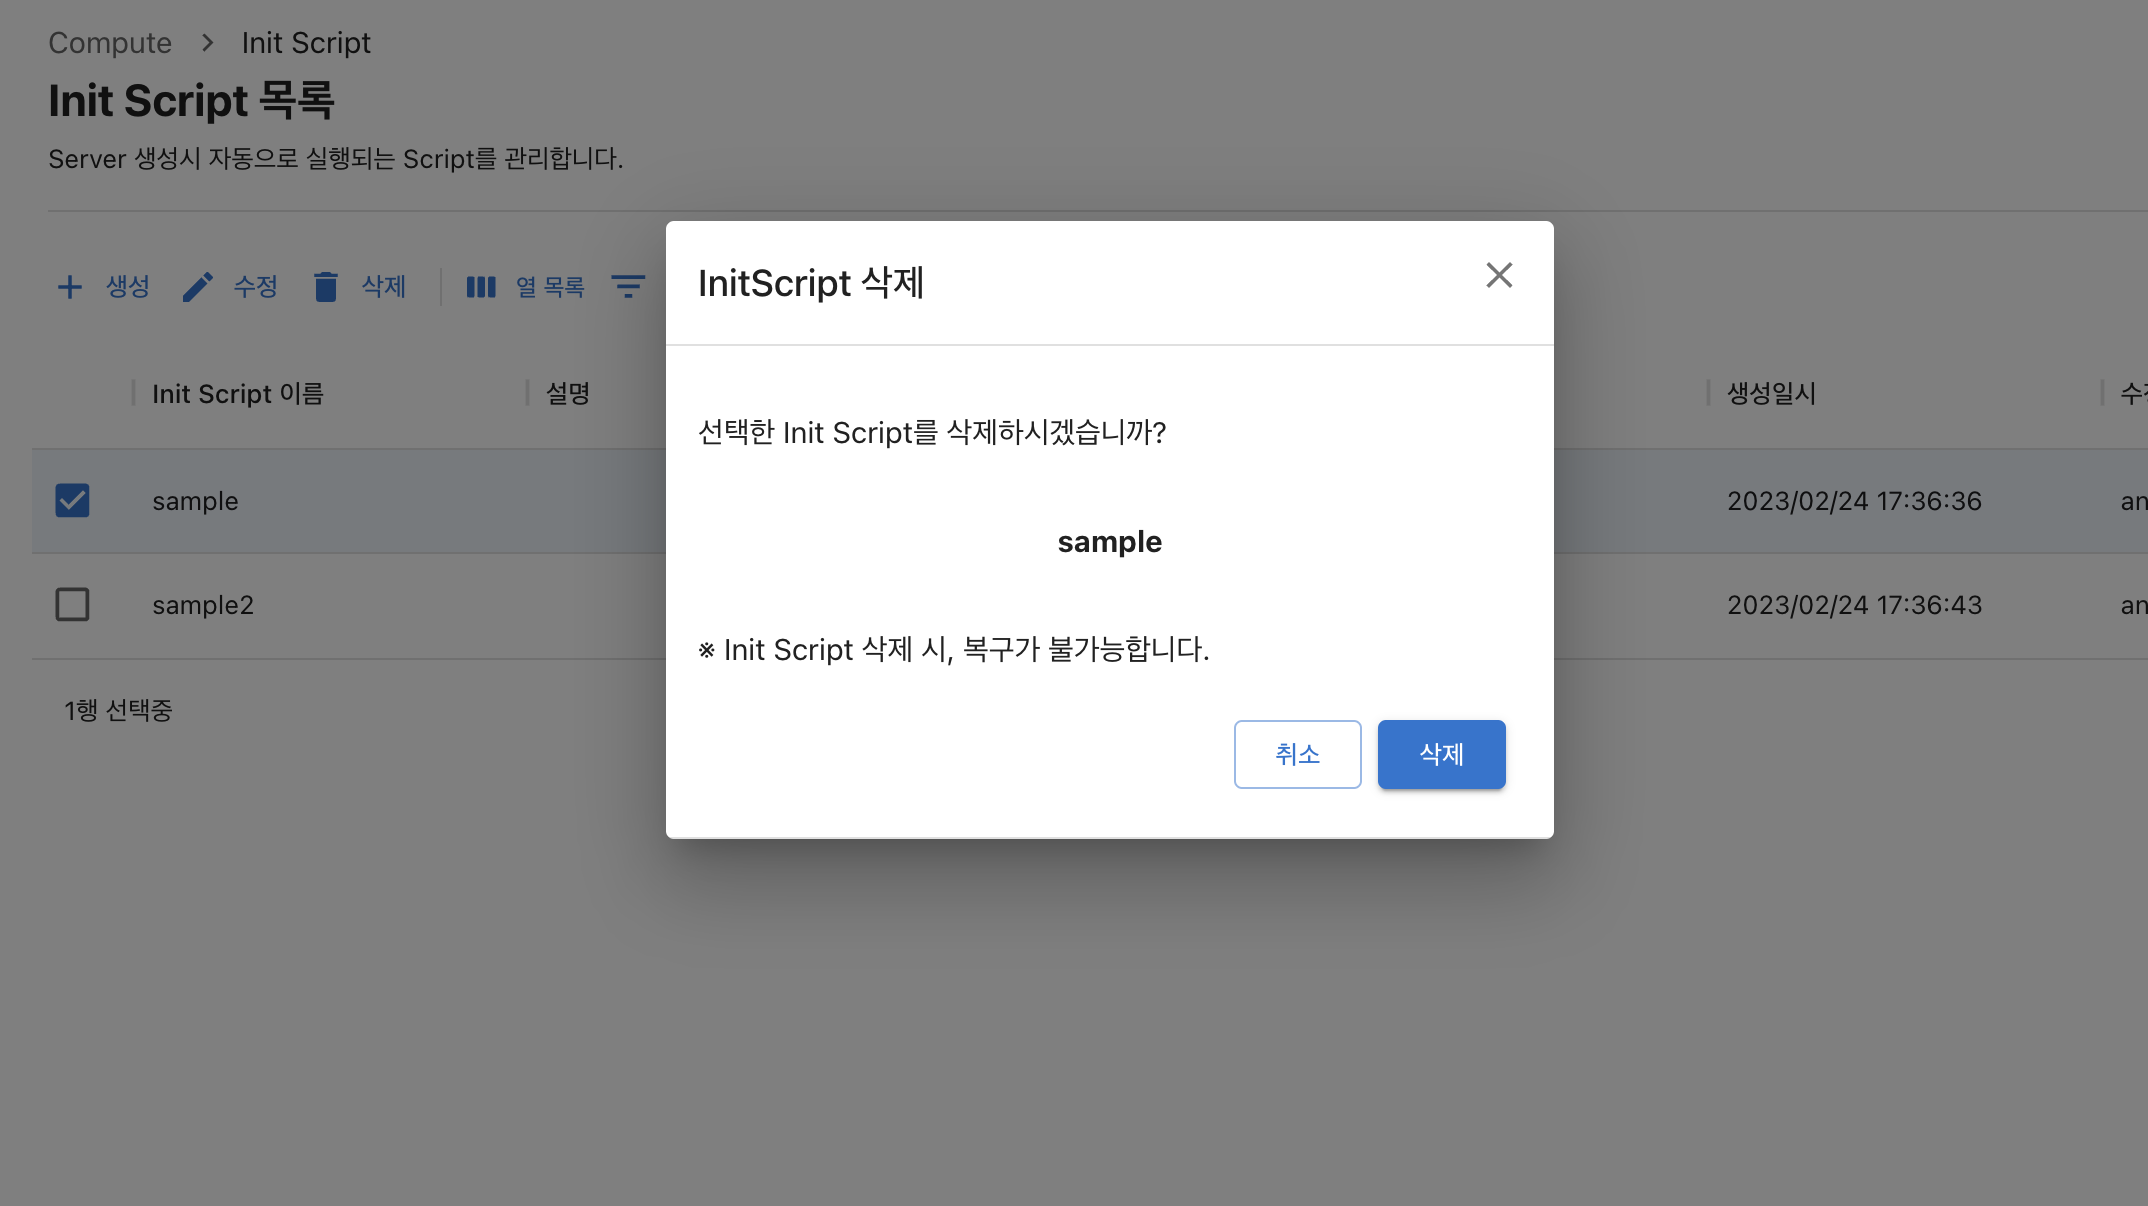 Compute > Init Script
Init Script 목록
Server 생성시 자동으로 실행되는 Script를 관리합니다.
생성 수정 삭제 열 목록
InitScript 삭제
Init Script 이름 설명 생성일시
선택한 Init Script를 삭제하시겠습니까?
sample 2023/02/24 17:36:36 an
sample
sample2 2023/02/24 17:36:43 an
※ Init Script 삭제 시, 복구가 불가능합니다.
1행 선택중
취소 삭제